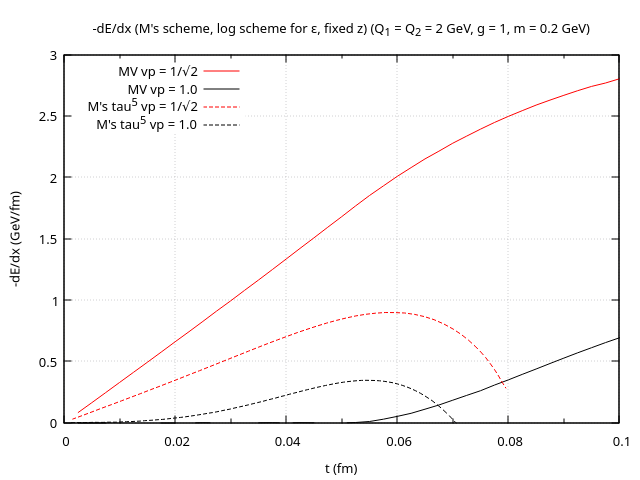 -dE/dx (M's scheme, log scheme for ε, fixed z) (Q₁ = Q₂ = 2 GeV, g = 1, m = 0.2 GeV)
3
2.5
2
1.5
1
0.5
0
-dE/dx (GeV/fm)
MV vp = 1/√2
MV vp = 1.0
M's tau⁵ vp = 1/√2
M's tau⁵ vp = 1.0
0 0.02 0.04 0.06 0.08 0.1
t (fm)